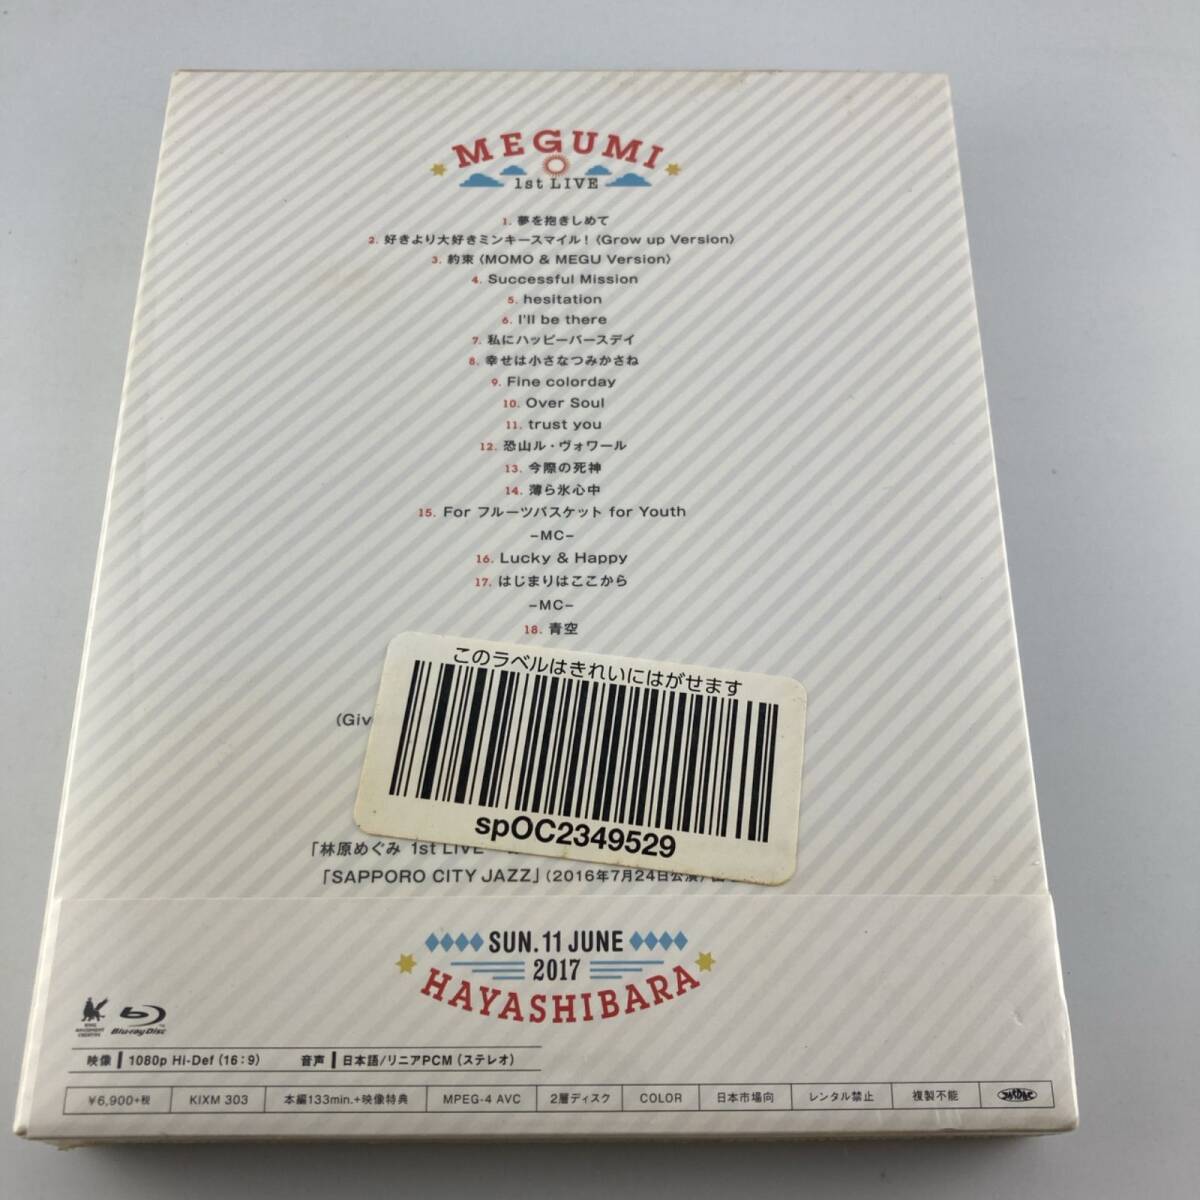 MEGUMI
1st LIVE
1. 夢を抱きしめて
2. 好きより大好きミンキースマイル!〈Grow up Version〉
3. 約束〈MOMO & MEGU Version〉
4. Successful Mission
5. hesitation
6. I'll be there
7. 私にハッピーバースデイ
8. 幸せは小さなつみかさね
9. Fine colorday
10. Over Soul
11. trust you
12. 恐山ル・ヴォワール
13. 今際の死神
14. 薄ら氷心中
15. For フルーツバスケット for Youth
-MC-
16. Lucky & Happy
17. はじまりはここから
-MC-
18. 青空
このラベルはきれいにはがせます
(Giv
spOC2349529
「林原めぐみ 1st LIVE
「SAPPORO CITY JAZZ」(2016年7月24日公演)
SUN. 11 JUNE
2017
HAYASHIBARA
Blu-ray Disc
映像 1080p Hi-Def (16:9) 音声 日本語/リニアPCM (ステレオ)
¥6,900+税 KIXM 303 本編133min.+映像特典 MPEG-4 AVC 2層ディスク COLOR 日本市場向 レンタル禁止 複製不能